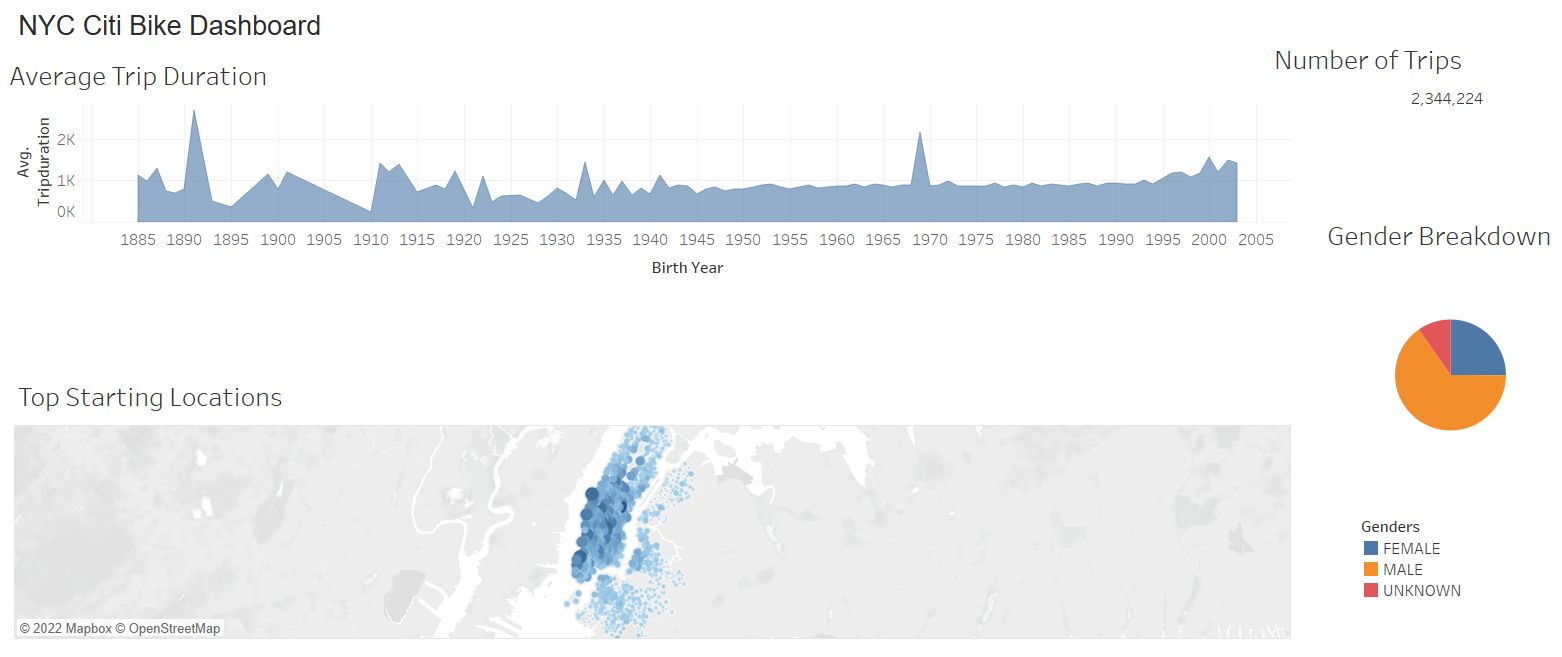 NYC Citi Bike Dashboard
Average Trip Duration
Avg.
Tripduration
2K
1K
0K
1885 1890 1895 1900 1905 1910 1915 1920 1925 1930 1935 1940 1945 1950 1955 1960 1965 1970 1975 1980 1985 1990 1995 2000 2005
Birth Year
Number of Trips
2,344,224
Gender Breakdown
Genders
FEMALE
MALE
UNKNOWN
Top Starting Locations
© 2022 Mapbox © OpenStreetMap